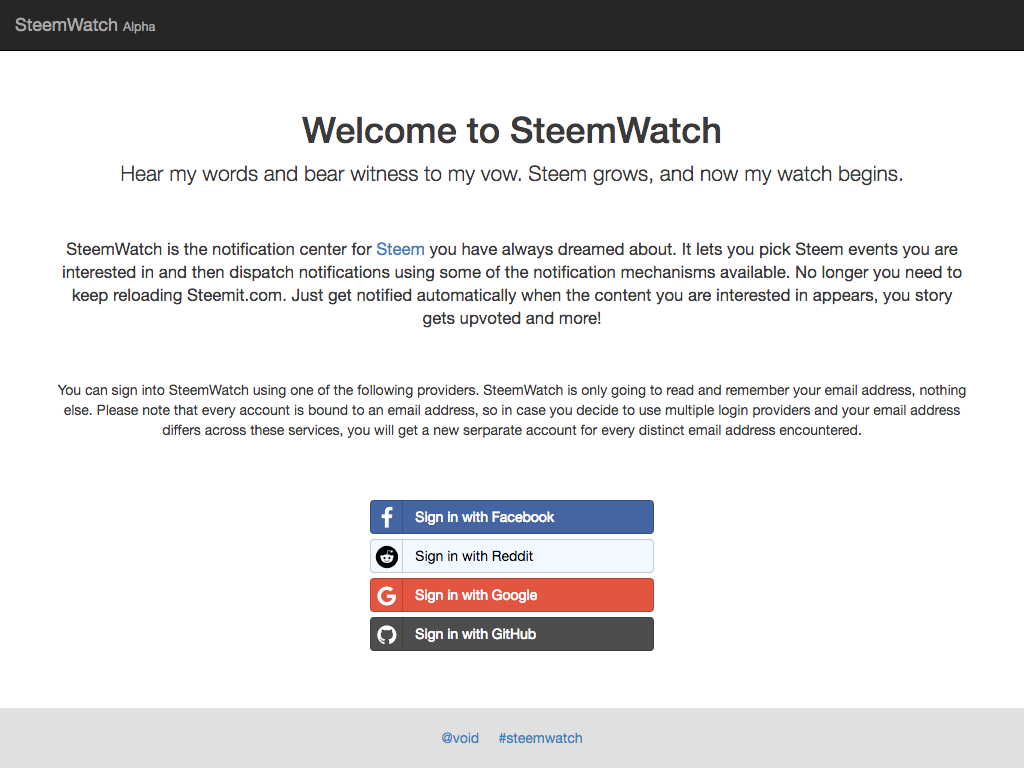 SteemWatch Alpha
Welcome to SteemWatch
Hear my words and bear witness to my vow. Steem grows, and now my watch begins.
SteemWatch is the notification center for Steem you have always dreamed about. It lets you pick Steem events you are
interested in and then dispatch notifications using some of the notification mechanisms available. No longer you need to
keep reloading Steemit.com. Just get notified automatically when the content you are interested in appears, you story
gets upvoted and more!
You can sign into SteemWatch using one of the following providers. SteemWatch is only going to read and remember your email address, nothing
else. Please note that every account is bound to an email address, so in case you decide to use multiple login providers and your email address
differs across these services, you will get a new serparate account for every distinct email address encountered.
Sign in with Facebook
Sign in with Reddit
Sign in with Google
Sign in with GitHub
@void #steemwatch